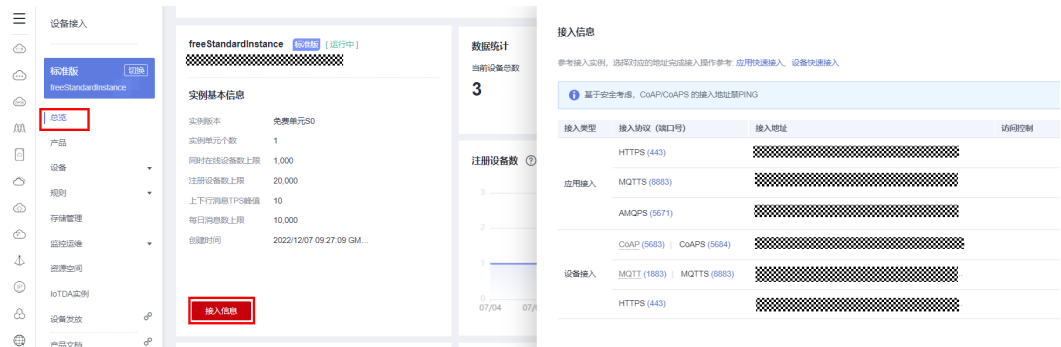 设备接入
标准版 切换
freeStandardInstance
总览
产品
设备
规则
存储管理
监控运维
资源空间
IoTDA实例
设备发放
产品文档
freeStandardInstance 标准版 [ 运行中 ]
实例基本信息
实例版本 免费单元S0
实例单元个数 1
同时在线设备数上限 1,000
注册设备数上限 20,000
上下行消息TPS峰值 10
每日消息数上限 10,000
创建时间 2022/12/07 09:27:09 GM...
接入信息
数据统计
当前设备总数
3
注册设备数
3
2
1
0
07/04 07/
接入信息
参考接入实例，选择对应的地址完成接入操作参考 应用快速接入、设备快速接入
基于安全考虑，CoAP/CoAPS 的接入地址禁PING
接入类型 接入协议（端口号） 接入地址 访问控制
应用接入
HTTPS (443)
MQTTS (8883)
AMQPS (5671)
设备接入
CoAP (5683) | CoAPS (5684)
MQTT (1883) | MQTTS (8883)
HTTPS (443)